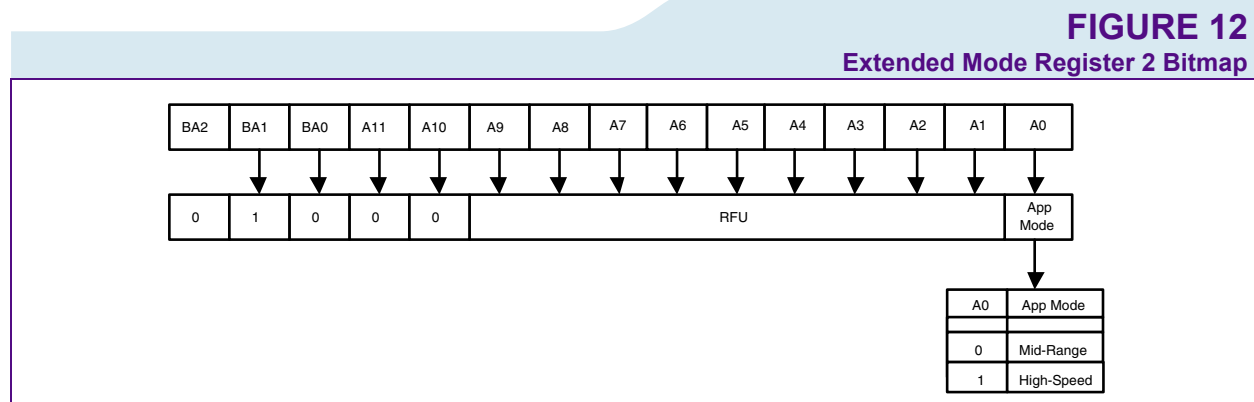 FIGURE 12
Extended Mode Register 2 Bitmap
BA2 BA1 BA0 A11 A10 A9 A8 A7 A6 A5 A4 A3 A2 A1 A0
0 1 0 0 0 RFU App Mode
A0 App Mode
0 Mid-Range
1 High-Speed